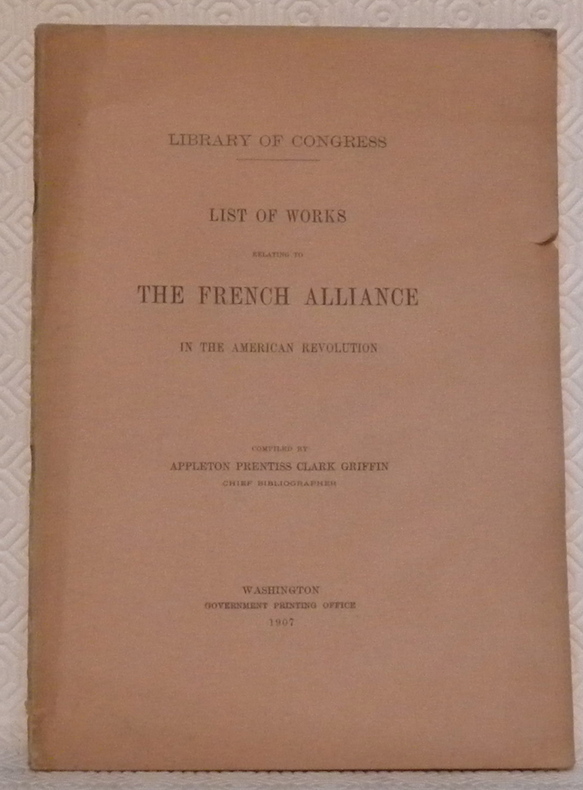 LIBRARY OF CONGRESS
LIST OF WORKS
RELATING TO
THE FRENCH ALLIANCE
IN THE AMERICAN REVOLUTION
COMPILED BY
APPLETON PRENTISS CLARK GRIFFIN
CHIEF BIBLIOGRAPHER
WASHINGTON
GOVERNMENT PRINTING OFFICE
1907